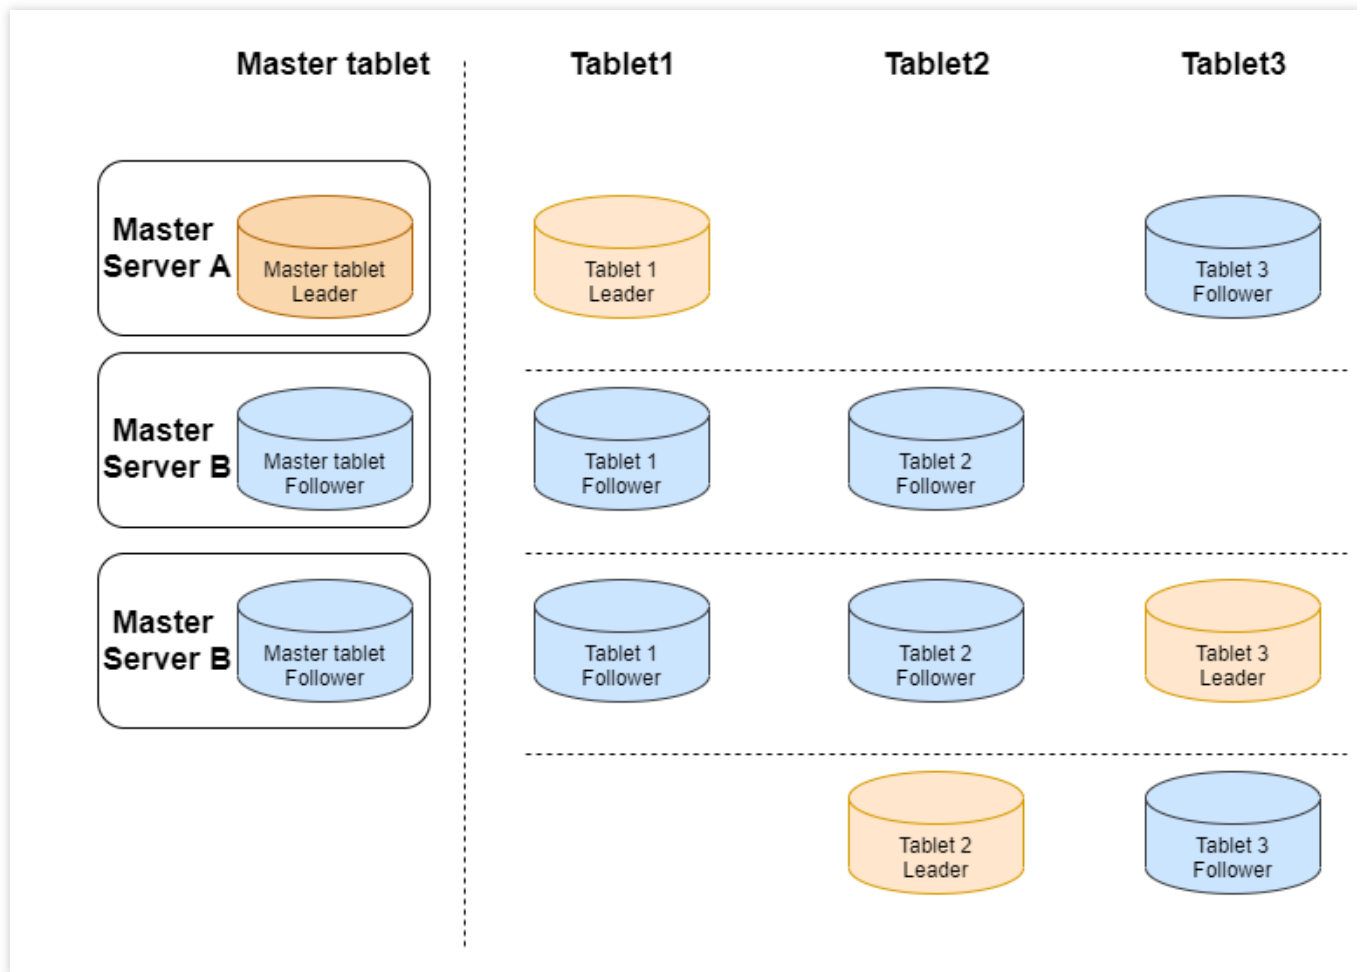 Master tablet
Tablet1
Tablet2
Tablet3
Master
Server A
Master tablet
Leader
Tablet 1
Leader
Tablet 3
Follower
Master
Server B
Master tablet
Follower
Tablet 1
Follower
Tablet 2
Follower
Master
Server B
Master tablet
Follower
Tablet 1
Follower
Tablet 2
Follower
Tablet 3
Leader
Tablet 2
Leader
Tablet 3
Follower